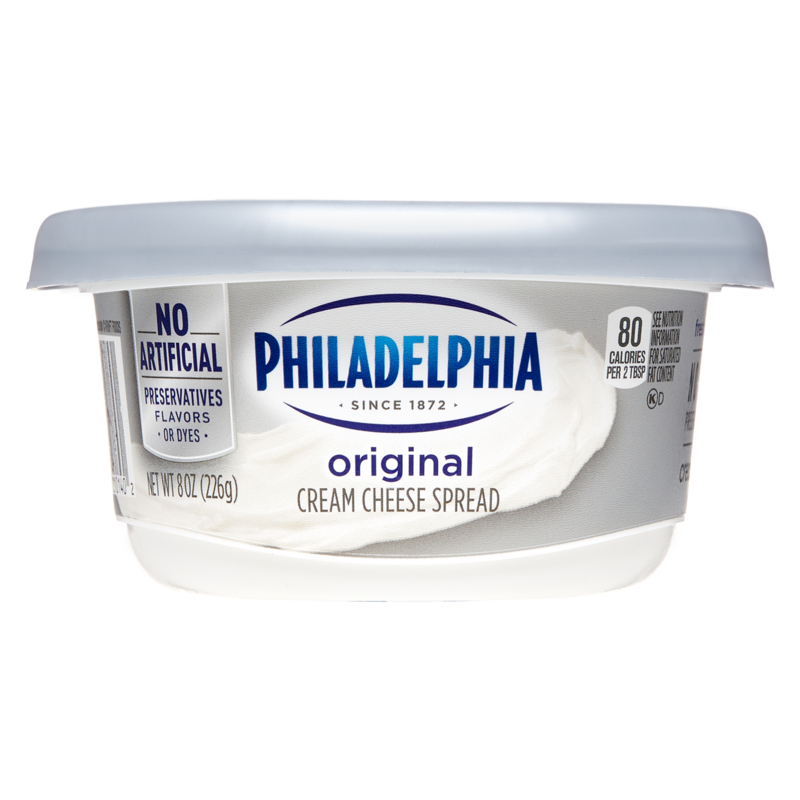 NO
ARTIFICIAL
PRESERVATIVES
FLAVORS
• OR DYES •
NET WT 8 OZ (226g)
PHILADELPHIA
• SINCE 1872 •
original
CREAM CHEESE SPREAD
80
CALORIES
PER 2 TBSP
SEE NUTRITION
INFORMATION
FOR SATURATED
FAT CONTENT
K D